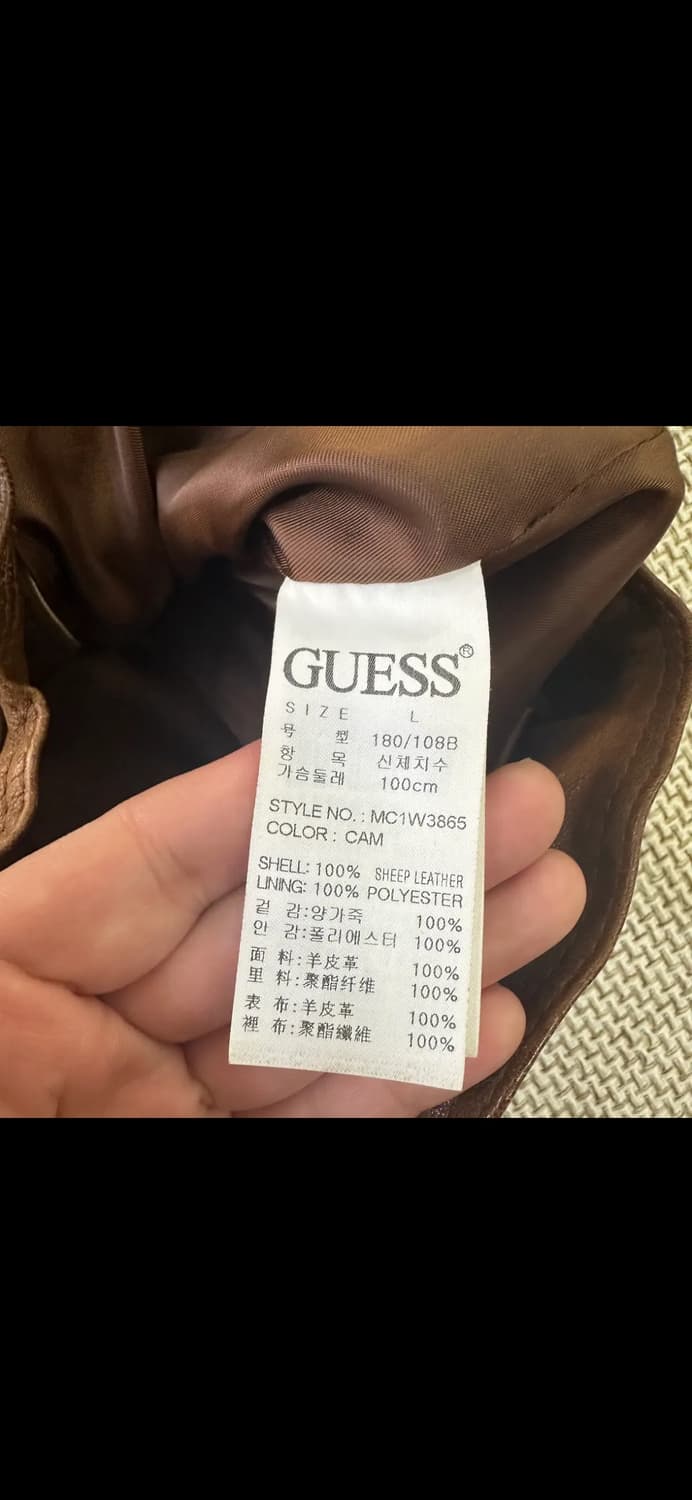 GUESS®
SIZE L
号 型 180/108B
항 목 신체치수
가슴둘레 100cm
STYLE NO. : MC1W3865
COLOR : CAM
SHELL: 100% SHEEP LEATHER
LINING: 100% POLYESTER
겉 감:양가죽 100%
안 감:폴리에스터 100%
面 料:羊皮革 100%
里 料:聚酯纤维 100%
表 布:羊皮革 100%
裡 布:聚酯纖維 100%